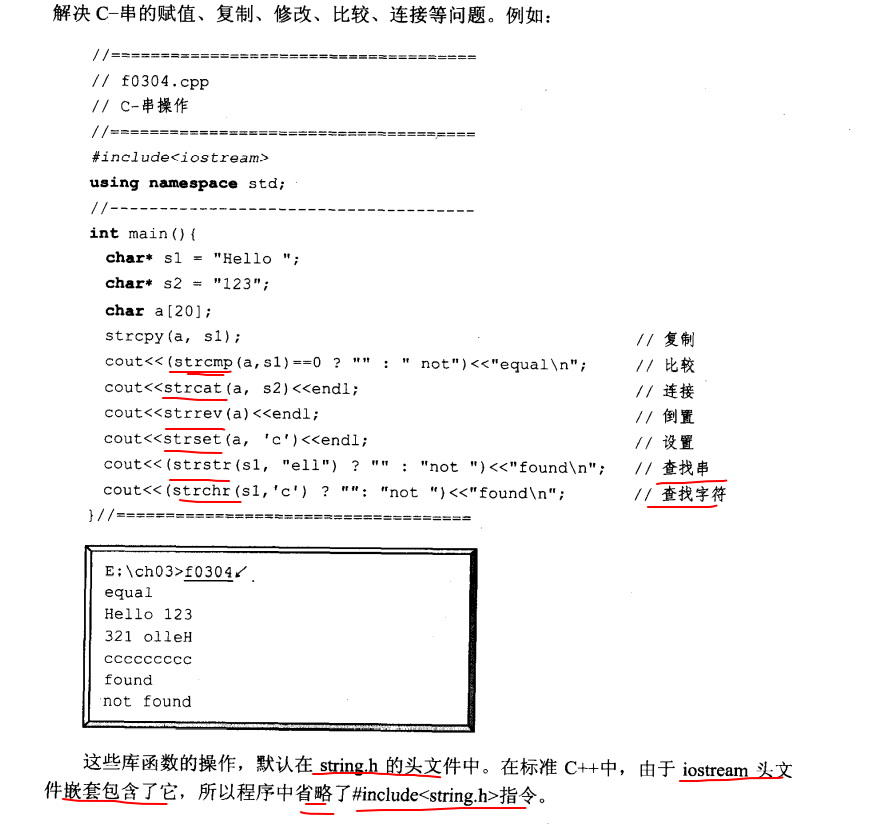 解决 C-串的赋值、复制、修改、比较、连接等问题。例如：
//=====================================
// f0304.cpp
// C-串操作
//=====================================
#include<iostream>
using namespace std;
//-------------------------------------
int main(){
char* s1 = "Hello ";
char* s2 = "123";
char a[20];
strcpy(a, s1); // 复制
cout<<(strcmp(a,s1)==0 ? "" : " not")<<"equal\n"; // 比较
cout<<strcat(a, s2)<<endl; // 连接
cout<<strrev(a)<<endl; // 倒置
cout<<strset(a, 'c')<<endl; // 设置
cout<<(strstr(s1, "ell") ? "" : "not ")<<"found\n"; // 查找串
cout<<(strchr(s1,'c') ? "": "not ")<<"found\n"; // 查找字符
}//====================================
E:\ch03>f0304↙
equal
Hello 123
321 olleH
ccccccccc
found
not found
这些库函数的操作，默认在 string.h 的头文件中。在标准 C++中，由于 iostream 头文
件嵌套包含了它，所以程序中省略了#include<string.h>指令。